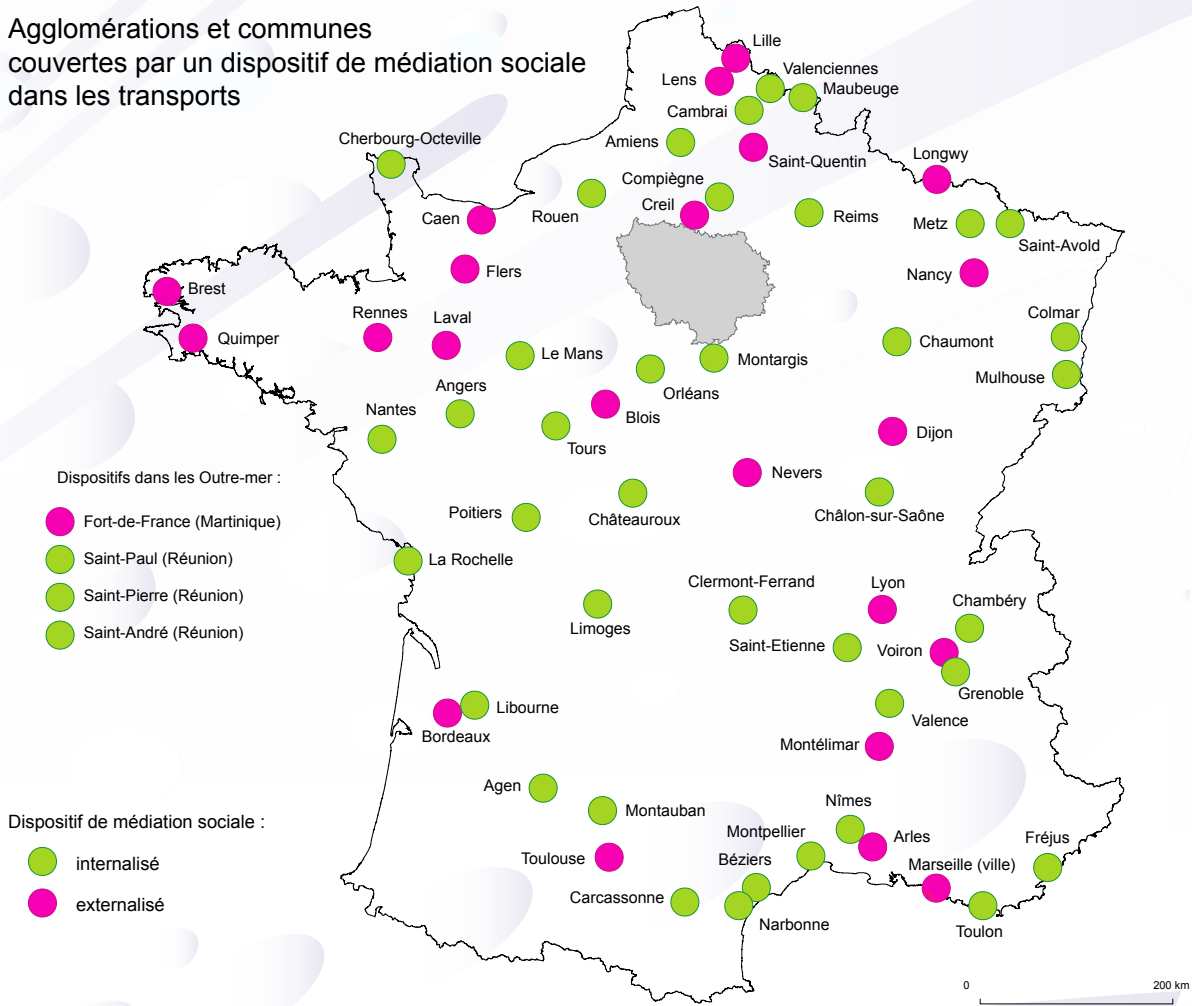 Agglomérations et communes
couvertes par un dispositif de médiation sociale
dans les transports
Lille
Lens
Valenciennes
Maubeuge
Cambrai
Cherbourg-Octeville
Amiens
Saint-Quentin
Longwy
Compiègne
Rouen
Creil
Reims
Caen
Metz
Saint-Avold
Flers
Nancy
Brest
Rennes
Laval
Colmar
Quimper
Chaumont
Le Mans
Montargis
Mulhouse
Orléans
Angers
Nantes
Blois
Dijon
Tours
Nevers
Châteauroux
Châlon-sur-Saône
Poitiers
Dispositifs dans les Outre-mer :
Fort-de-France (Martinique)
Saint-Paul (Réunion)
Saint-Pierre (Réunion)
Saint-André (Réunion)
La Rochelle
Clermont-Ferrand
Lyon
Chambéry
Limoges
Saint-Etienne
Voiron
Grenoble
Libourne
Bordeaux
Valence
Montélimar
Agen
Montauban
Nîmes
Montpellier
Arles
Fréjus
Toulouse
Béziers
Marseille (ville)
Carcassonne
Narbonne
Toulon
Dispositif de médiation sociale :
internalisé
externalisé
0
200 km